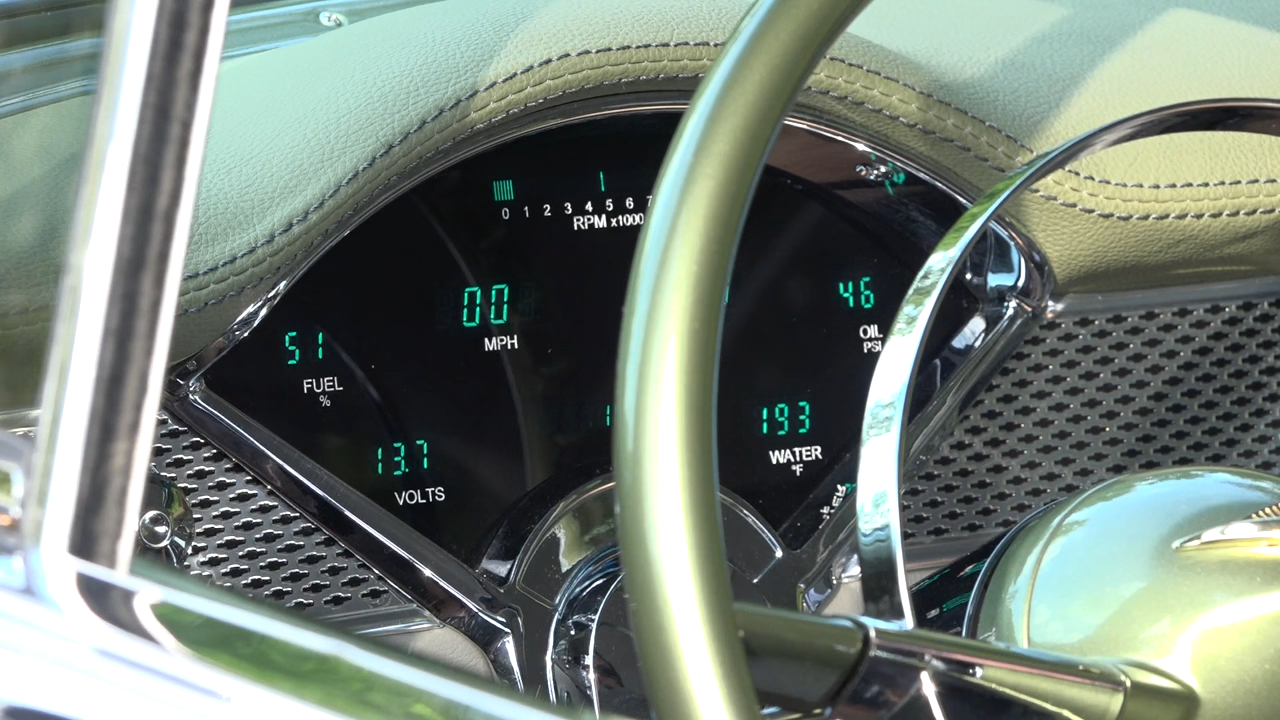 0 1 2 3 4 5 6 7
RPM x1000
00
MPH
46
OIL
PSI
51
FUEL
%
193
WATER
°F
13.7
VOLTS